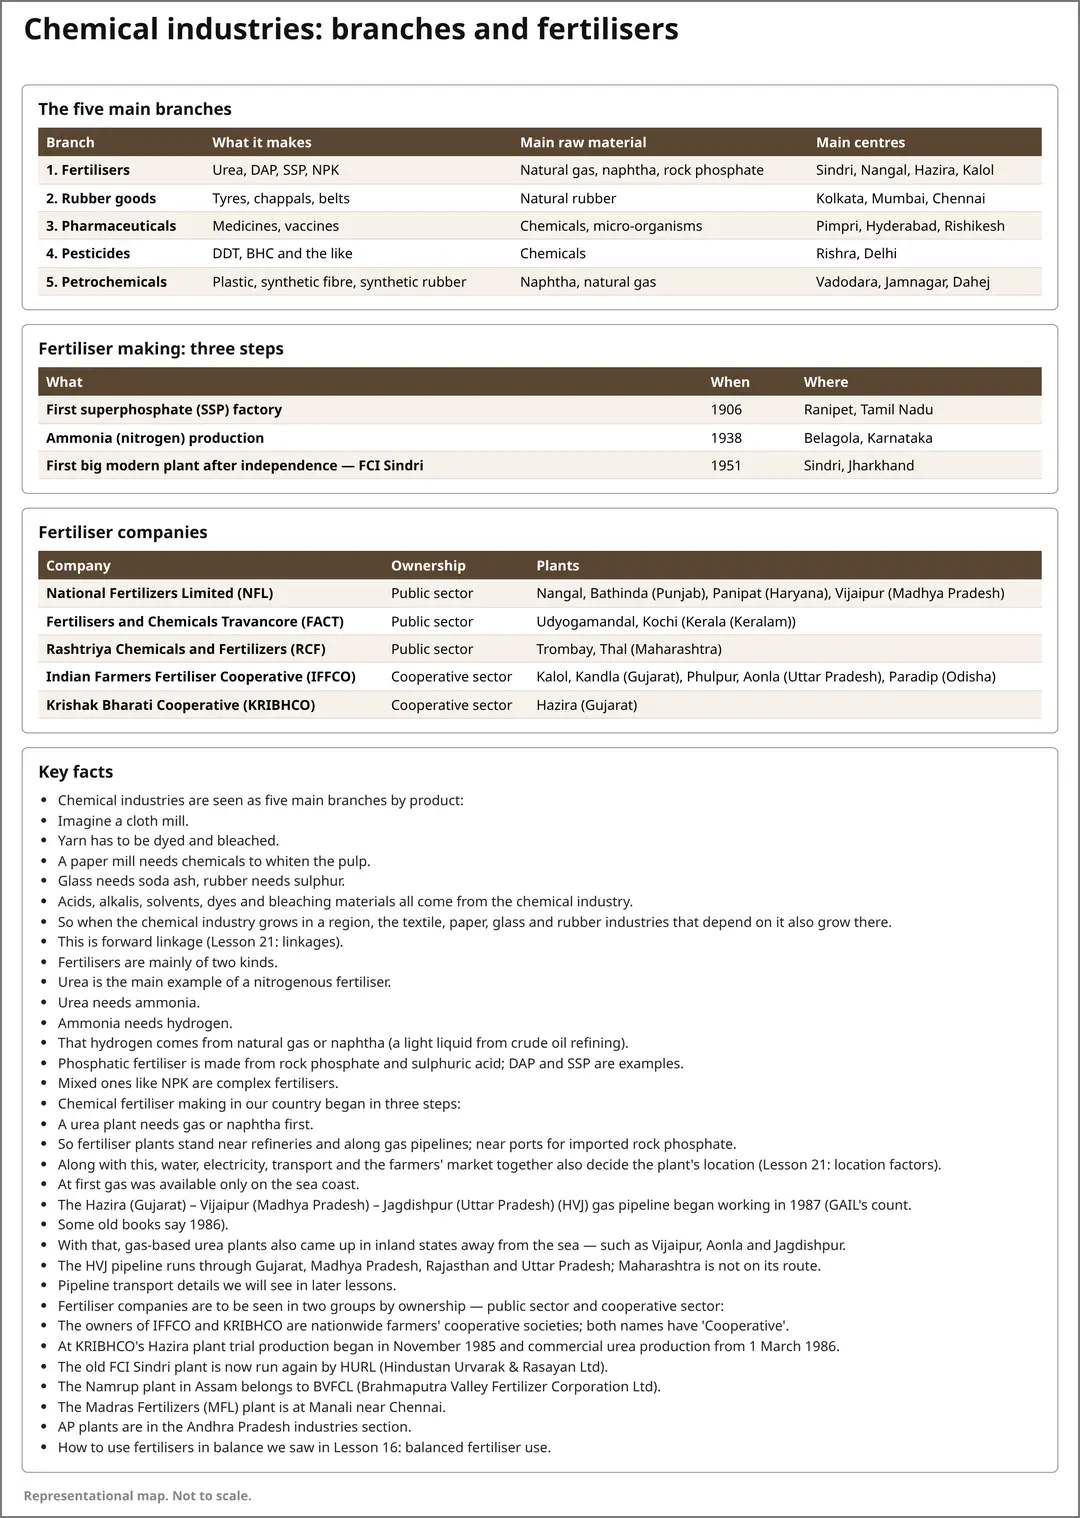 Chemical industries: branches and fertilisers
The five main branches
Branch What it makes Main raw material Main centres
1. Fertilisers Urea, DAP, SSP, NPK Natural gas, naphtha, rock phosphate Sindri, Nangal, Hazira, Kalol
2. Rubber goods Tyres, chappals, belts Natural rubber Kolkata, Mumbai, Chennai
3. Pharmaceuticals Medicines, vaccines Chemicals, micro-organisms Pimpri, Hyderabad, Rishikesh
4. Pesticides DDT, BHC and the like Chemicals Rishra, Delhi
5. Petrochemicals Plastic, synthetic fibre, synthetic rubber Naphtha, natural gas Vadodara, Jamnagar, Dahej
Fertiliser making: three steps
What When Where
First superphosphate (SSP) factory 1906 Ranipet, Tamil Nadu
Ammonia (nitrogen) production 1938 Belagola, Karnataka
First big modern plant after independence — FCI Sindri 1951 Sindri, Jharkhand
Fertiliser companies
Company Ownership Plants
National Fertilizers Limited (NFL) Public sector Nangal, Bathinda (Punjab), Panipat (Haryana), Vijaipur (Madhya Pradesh)
Fertilisers and Chemicals Travancore (FACT) Public sector Udyogamandal, Kochi (Kerala (Keralam))
Rashtriya Chemicals and Fertilizers (RCF) Public sector Trombay, Thal (Maharashtra)
Indian Farmers Fertiliser Cooperative (IFFCO) Cooperative sector Kalol, Kandla (Gujarat), Phulpur, Aonla (Uttar Pradesh), Paradip (Odisha)
Krishak Bharati Cooperative (KRIBHCO) Cooperative sector Hazira (Gujarat)
Key facts
• Chemical industries are seen as five main branches by product:
• Imagine a cloth mill.
• Yarn has to be dyed and bleached.
• A paper mill needs chemicals to whiten the pulp.
• Glass needs soda ash, rubber needs sulphur.
• Acids, alkalis, solvents, dyes and bleaching materials all come from the chemical industry.
• So when the chemical industry grows in a region, the textile, paper, glass and rubber industries that depend on it also grow there.
• This is forward linkage (Lesson 21: linkages).
• Fertilisers are mainly of two kinds.
• Urea is the main example of a nitrogenous fertiliser.
• Urea needs ammonia.
• Ammonia needs hydrogen.
• That hydrogen comes from natural gas or naphtha (a light liquid from crude oil refining).
• Phosphatic fertiliser is made from rock phosphate and sulphuric acid; DAP and SSP are examples.
• Mixed ones like NPK are complex fertilisers.
• Chemical fertiliser making in our country began in three steps:
• A urea plant needs gas or naphtha first.
• So fertiliser plants stand near refineries and along gas pipelines; near ports for imported rock phosphate.
• Along with this, water, electricity, transport and the farmers' market together also decide the plant's location (Lesson 21: location factors).
• At first gas was available only on the sea coast.
• The Hazira (Gujarat) – Vijaipur (Madhya Pradesh) – Jagdishpur (Uttar Pradesh) (HVJ) gas pipeline began working in 1987 (GAIL's count.
• Some old books say 1986).
• With that, gas-based urea plants also came up in inland states away from the sea — such as Vijaipur, Aonla and Jagdishpur.
• The HVJ pipeline runs through Gujarat, Madhya Pradesh, Rajasthan and Uttar Pradesh; Maharashtra is not on its route.
• Pipeline transport details we will see in later lessons.
• Fertiliser companies are to be seen in two groups by ownership — public sector and cooperative sector:
• The owners of IFFCO and KRIBHCO are nationwide farmers' cooperative societies; both names have 'Cooperative'.
• At KRIBHCO's Hazira plant trial production began in November 1985 and commercial urea production from 1 March 1986.
• The old FCI Sindri plant is now run again by HURL (Hindustan Urvarak & Rasayan Ltd).
• The Namrup plant in Assam belongs to BVFCL (Brahmaputra Valley Fertilizer Corporation Ltd).
• The Madras Fertilizers (MFL) plant is at Manali near Chennai.
• AP plants are in the Andhra Pradesh industries section.
• How to use fertilisers in balance we saw in Lesson 16: balanced fertiliser use.
Representational map. Not to scale.